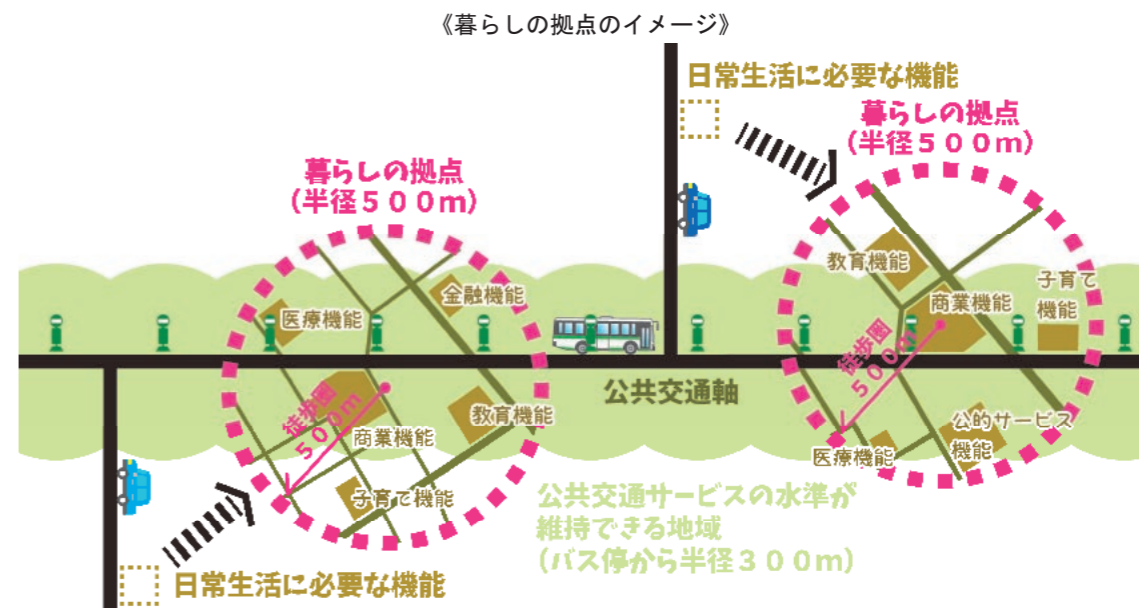 《暮らしの拠点のイメージ》
日常生活に必要な機能
暮らしの拠点
(半径500m)
暮らしの拠点
(半径500m)
教育機能
子育て
機能
商業機能
金融機能
医療機能
徒歩圏
500m
公共交通軸
徒歩圏
500m
教育機能
商業機能
公的サービス
機能
医療機能
子育て機能
公共交通サービスの水準が
維持できる地域
(バス停から半径300m)
日常生活に必要な機能